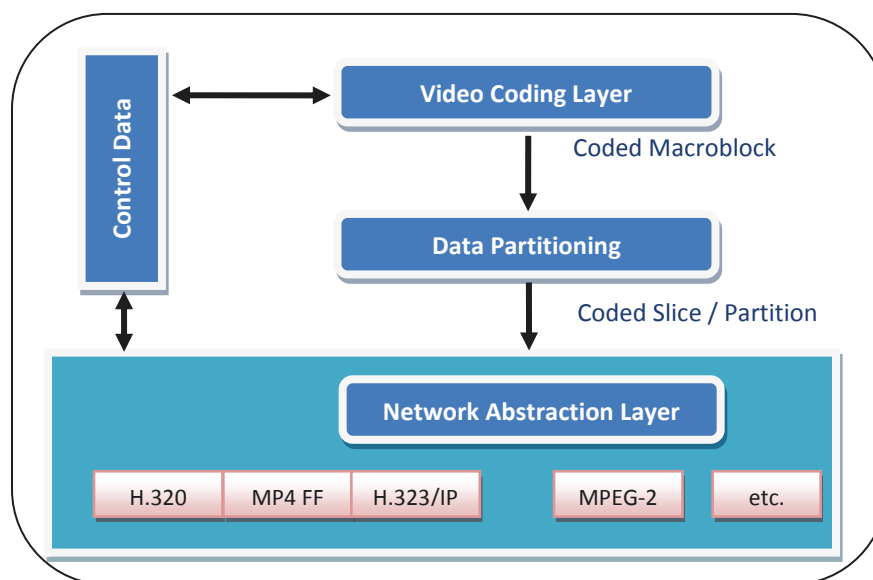 Control Data
Video Coding Layer
Coded Macroblock
Data Partitioning
Coded Slice / Partition
Network Abstraction Layer
H.320
MP4 FF
H.323/IP
MPEG-2
etc.